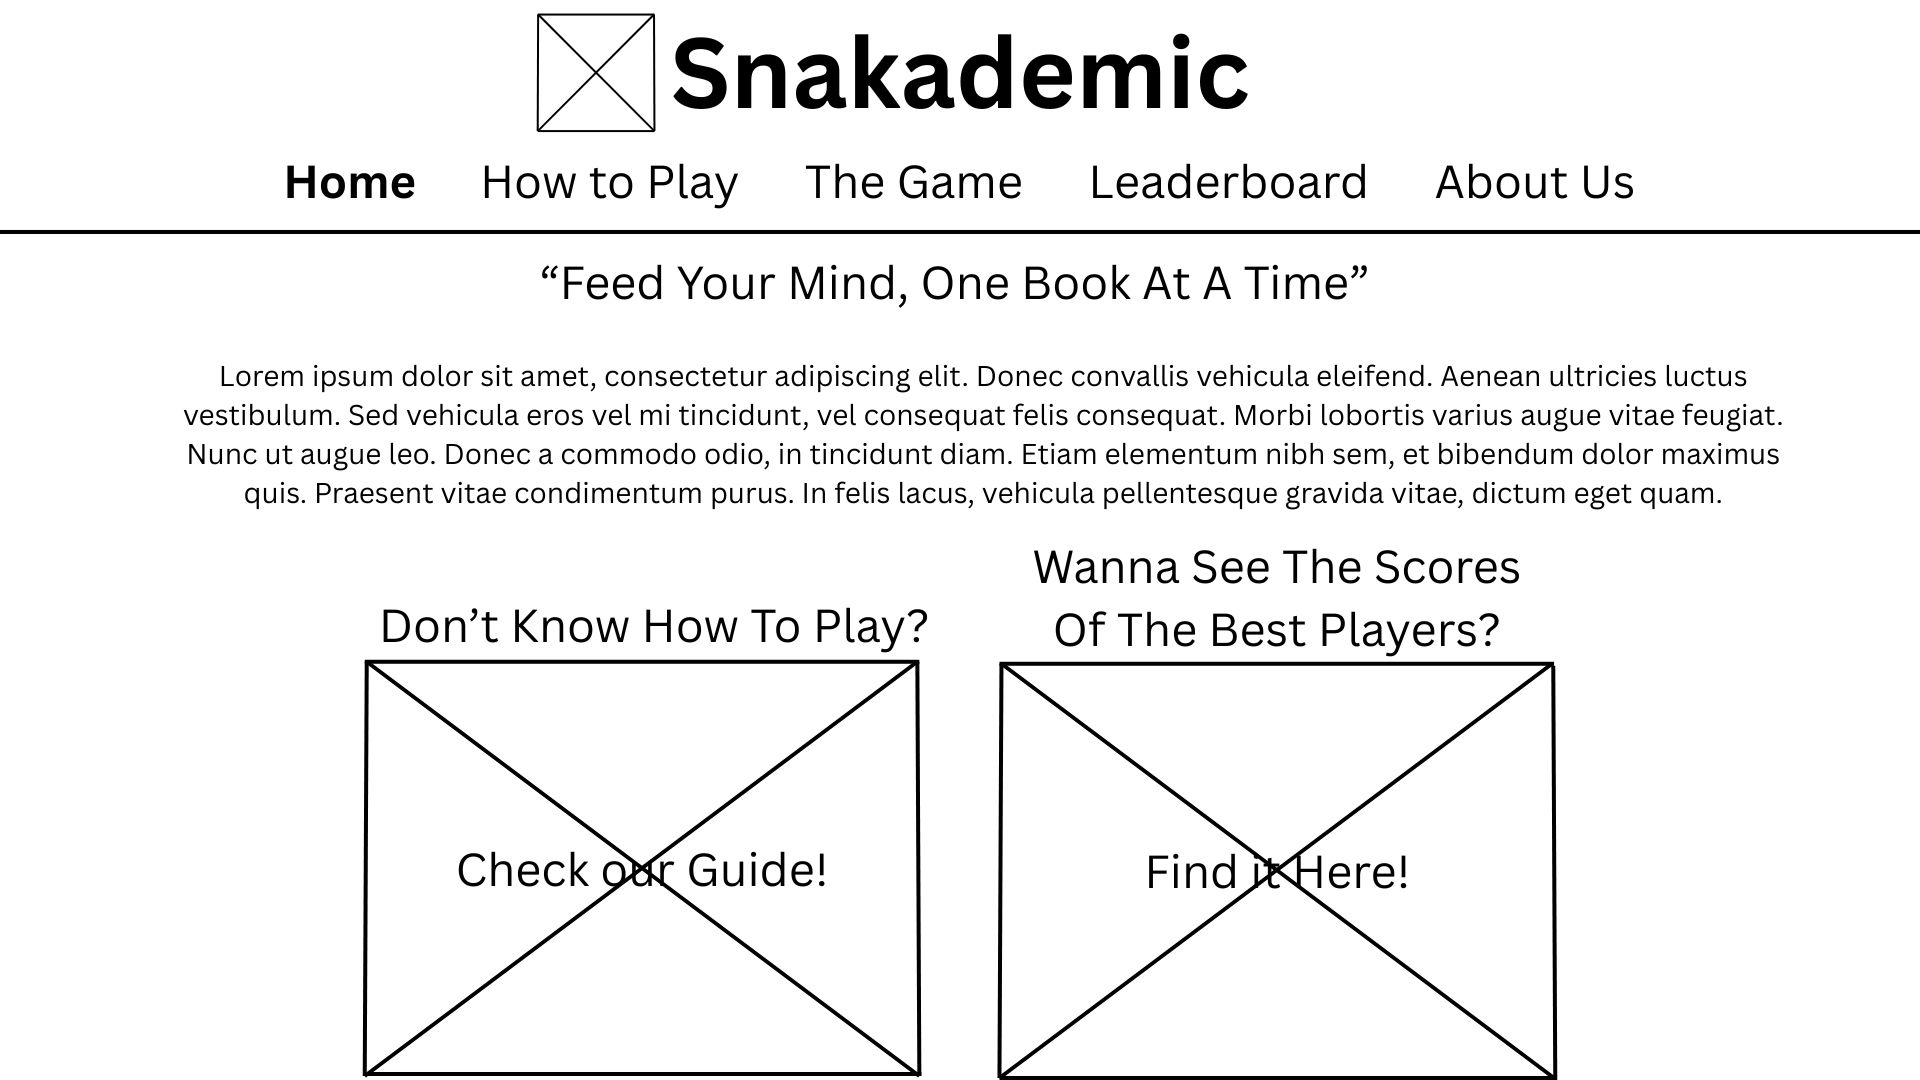 Snakademic
Home How to Play The Game Leaderboard About Us
“Feed Your Mind, One Book At A Time”
Lorem ipsum dolor sit amet, consectetur adipiscing elit. Donec convallis vehicula eleifend. Aenean ultricies luctus
vestibulum. Sed vehicula eros vel mi tincidunt, vel consequat felis consequat. Morbi lobortis varius augue vitae feugiat.
Nunc ut augue leo. Donec a commodo odio, in tincidunt diam. Etiam elementum nibh sem, et bibendum dolor maximus
quis. Praesent vitae condimentum purus. In felis lacus, vehicula pellentesque gravida vitae, dictum eget quam.
Don’t Know How To Play?
Check our Guide!
Wanna See The Scores
Of The Best Players?
Find it Here!